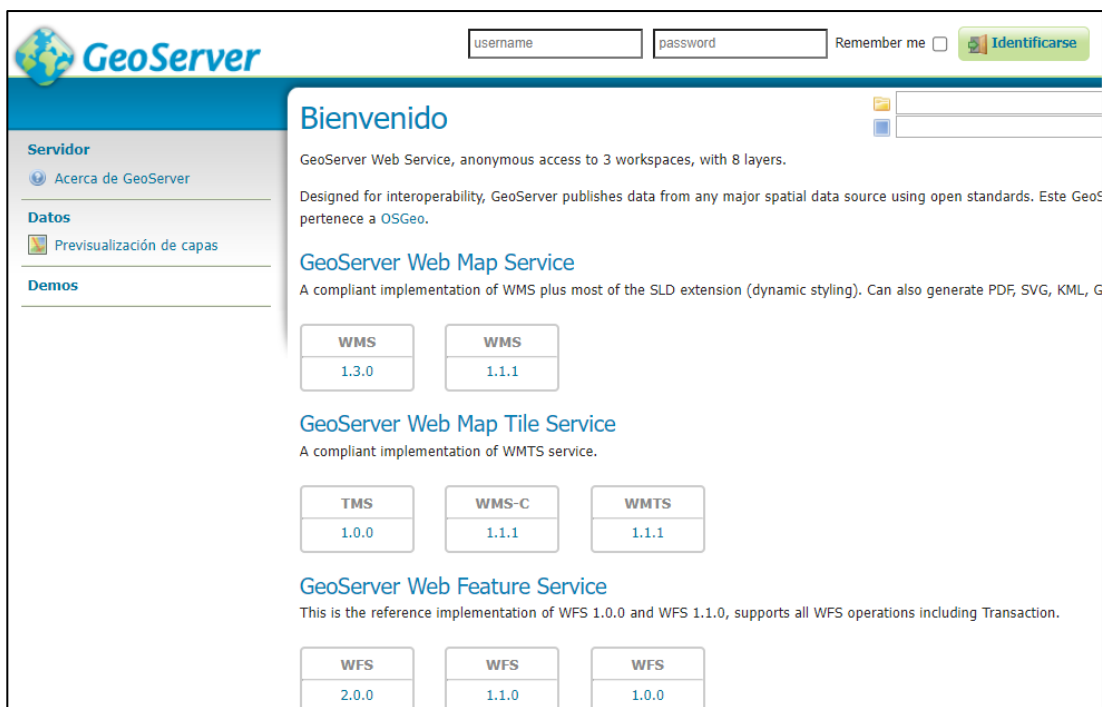 GeoServer
username
password
Remember me
Identificarse
Bienvenido
Servidor
Acerca de GeoServer
Datos
Previsualización de capas
Demos
GeoServer Web Service, anonymous access to 3 workspaces, with 8 layers.
Designed for interoperability, GeoServer publishes data from any major spatial data source using open standards. Este GeoS
pertenece a OSGeo.
GeoServer Web Map Service
A compliant implementation of WMS plus most of the SLD extension (dynamic styling). Can also generate PDF, SVG, KML, G
WMS WMS
1.3.0 1.1.1
GeoServer Web Map Tile Service
A compliant implementation of WMTS service.
TMS WMS-C WMTS
1.0.0 1.1.1 1.1.1
GeoServer Web Feature Service
This is the reference implementation of WFS 1.0.0 and WFS 1.1.0, supports all WFS operations including Transaction.
WFS WFS WFS
2.0.0 1.1.0 1.0.0